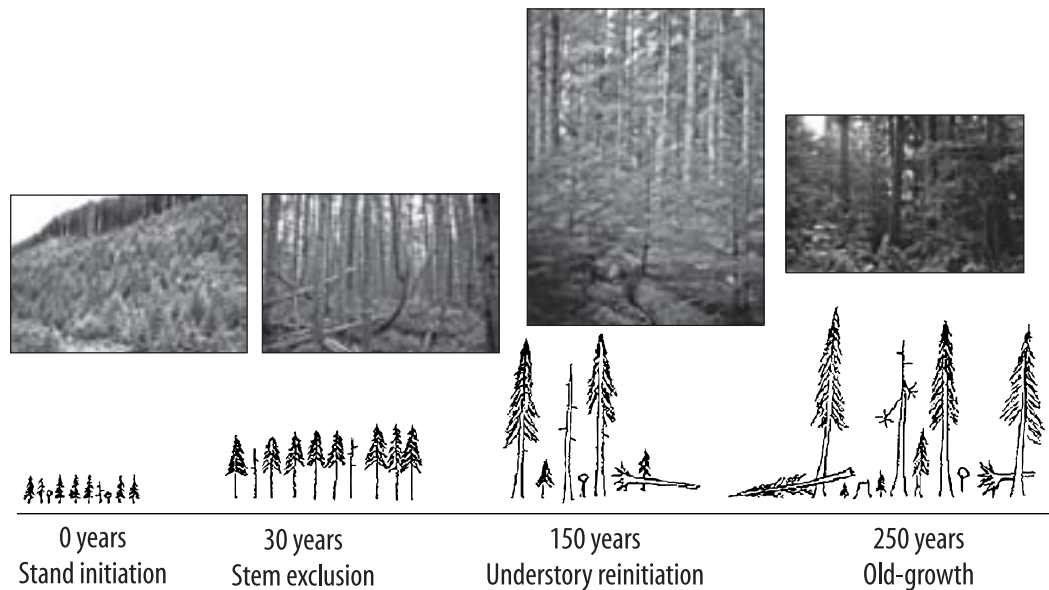 0 years
Stand initiation
30 years
Stem exclusion
150 years
Understory reinitiation
250 years
Old-growth